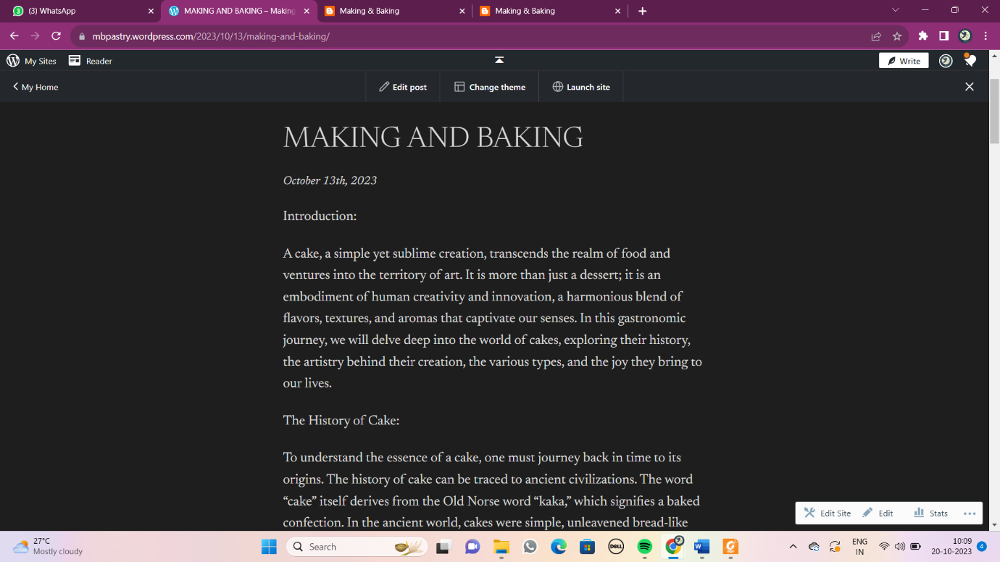 (3) WhatsApp
MAKING AND BAKING – Making
Making & Baking
Making & Baking
mbpastry.wordpress.com/2023/10/13/making-and-baking/
My Sites
Reader
Write
My Home
Edit post
Change theme
Launch site
MAKING AND BAKING
October 13th, 2023
Introduction:
A cake, a simple yet sublime creation, transcends the realm of food and
ventures into the territory of art. It is more than just a dessert; it is an
embodiment of human creativity and innovation, a harmonious blend of
flavors, textures, and aromas that captivate our senses. In this gastronomic
journey, we will delve deep into the world of cakes, exploring their history,
the artistry behind their creation, the various types, and the joy they bring to
our lives.
The History of Cake:
To understand the essence of a cake, one must journey back in time to its
origins. The history of cake can be traced to ancient civilizations. The word
“cake” itself derives from the Old Norse word “kaka,” which signifies a baked
confection. In the ancient world, cakes were simple, unleavened bread-like
Edit Site
Edit
Stats
27°C
Mostly cloudy
Search
DELL
PDF
ENG
IN
10:09
20-10-2023
4